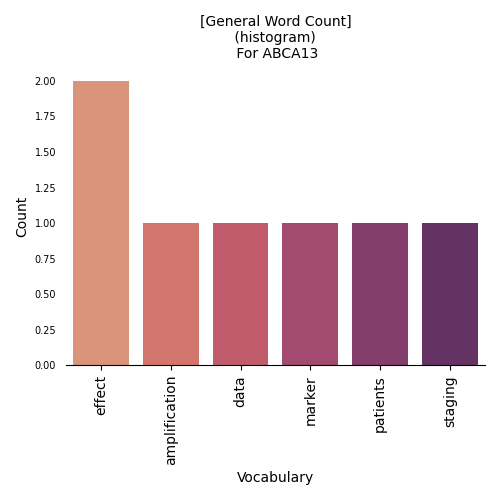 [General Word Count]
(histogram)
For ABCA13
Count
2.00
1.75
1.50
1.25
1.00
0.75
0.50
0.25
0.00
effect
amplification
data
marker
patients
staging
Vocabulary